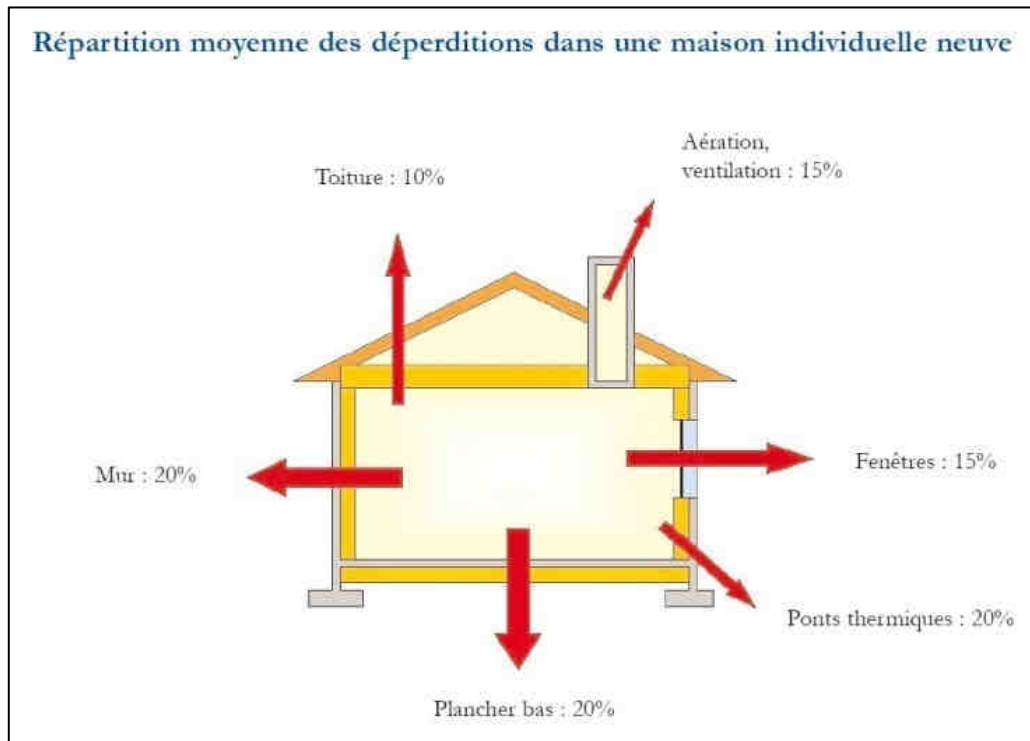 Répartition moyenne des déperditions dans une maison individuelle neuve
Aération,
ventilation : 15%
Toiture : 10%
Mur : 20%
Fenêtres : 15%
Ponts thermiques : 20%
Plancher bas : 20%